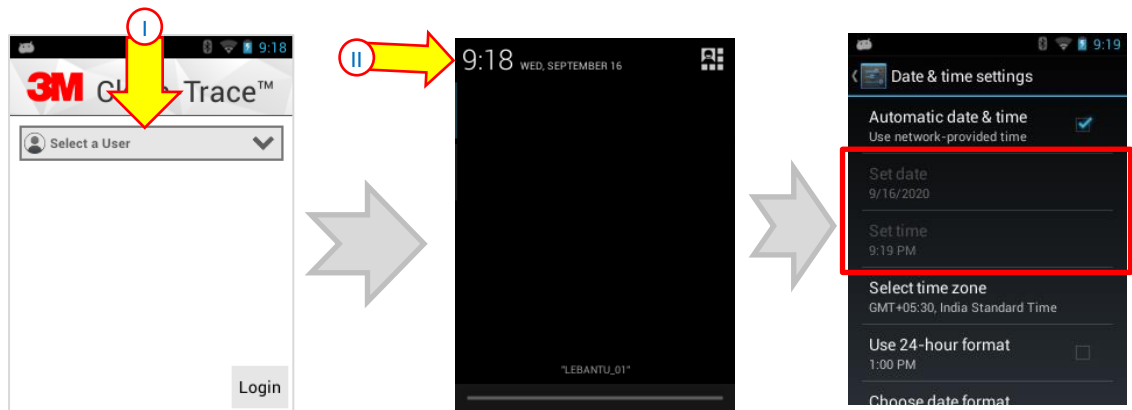 I
9:18
3M Clean-Trace™
Select a User
Login
II
9:18 WED, SEPTEMBER 16
"LEBANTU_01"
9:19
Date & time settings
Automatic date & time
Use network-provided time
Set date
9/16/2020
Set time
9:19 PM
Select time zone
GMT+05:30, India Standard Time
Use 24-hour format
1:00 PM
Choose date format